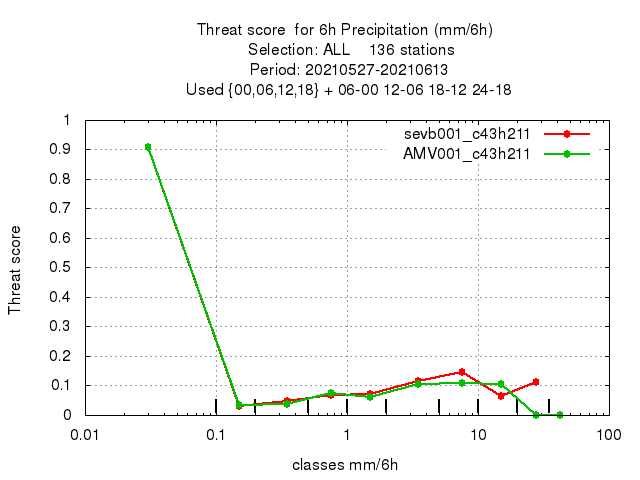 Threat score  for 6h Precipitation (mm/6h)
Selection: ALL    136 stations
Period: 20210527-20210613
Used {00,06,12,18} + 06-00 12-06 18-12 24-18
sevb001_c43h211
AMV001_c43h211
1
0.9
0.8
0.7
0.6
0.5
0.4
0.3
0.2
0.1
0
Threat score
0.01 0.1 1 10 100
classes mm/6h